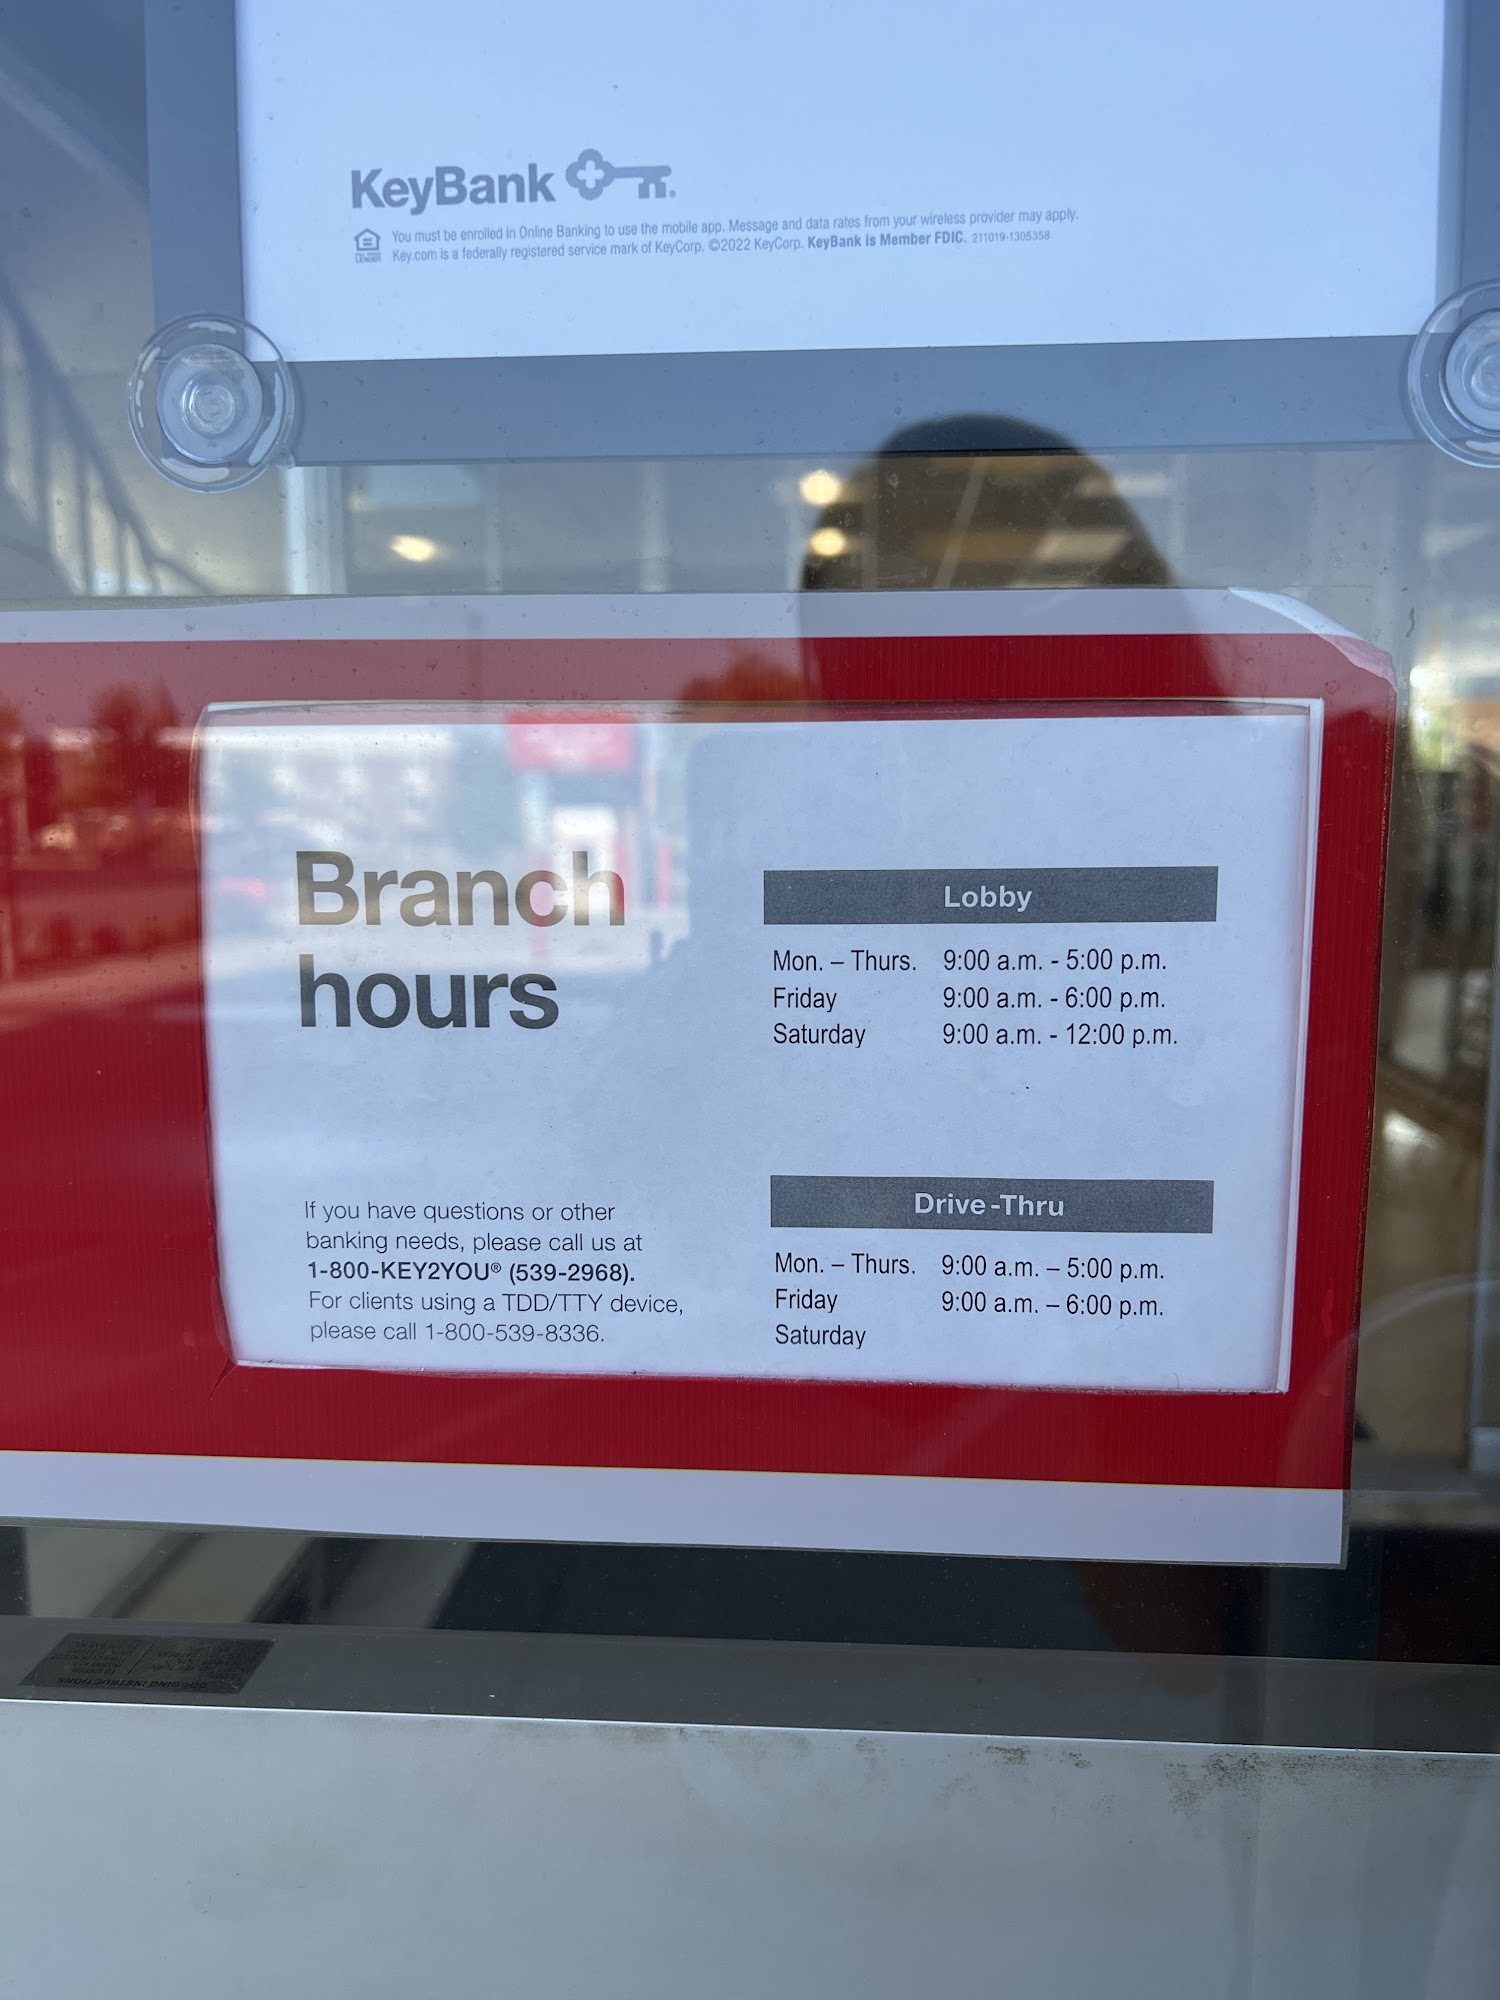 KeyBank
You must be enrolled in Online Banking to use the mobile app. Message and data rates from your wireless provider may apply.
Key.com is a federally registered service mark of KeyCorp. ©2022 KeyCorp. KeyBank is Member FDIC. 211019-1305358
LENDER
Branch
hours
Lobby
Mon. – Thurs. 9:00 a.m. - 5:00 p.m.
Friday 9:00 a.m. - 6:00 p.m.
Saturday 9:00 a.m. - 12:00 p.m.
If you have questions or other
banking needs, please call us at
1-800-KEY2YOU® (539-2968).
For clients using a TDD/TTY device,
please call 1-800-539-8336.
Drive-Thru
Mon. – Thurs. 9:00 a.m. – 5:00 p.m.
Friday 9:00 a.m. – 6:00 p.m.
Saturday
DOGGING INSTRUCTIONS